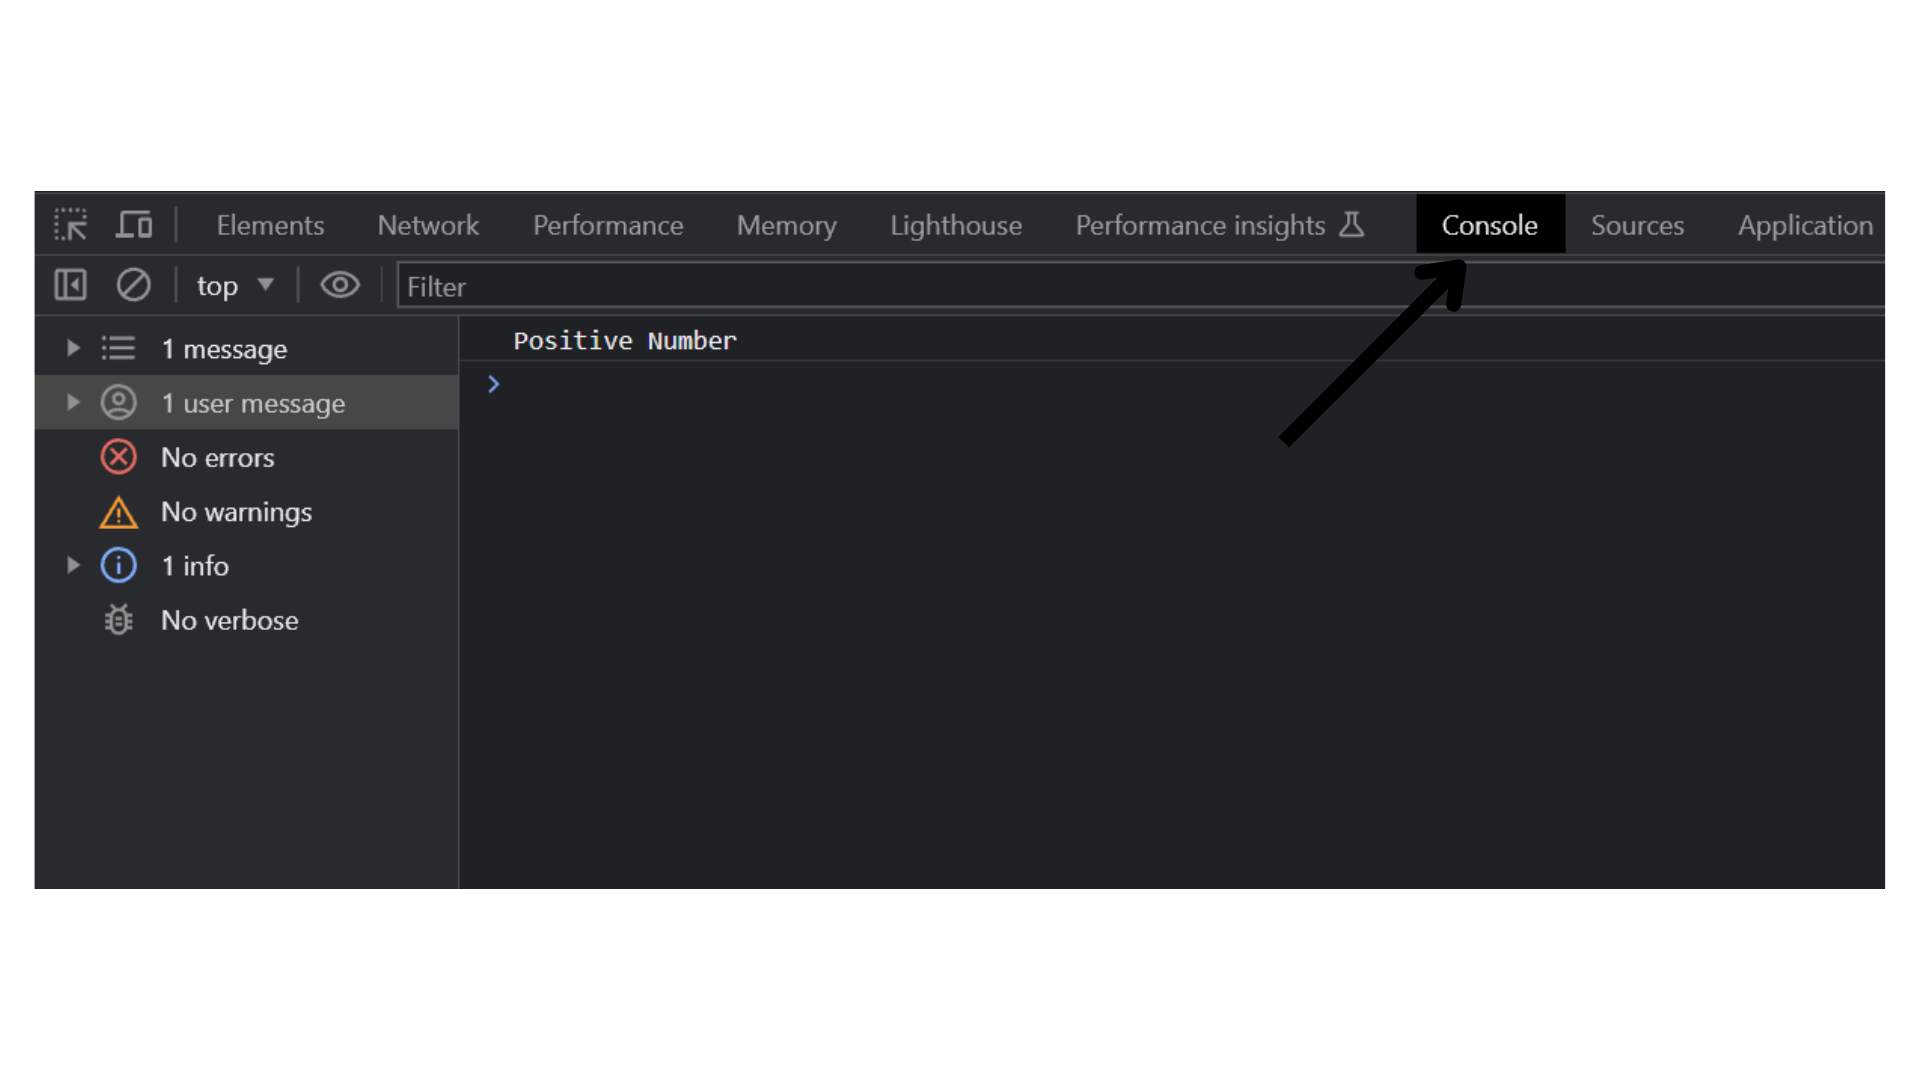 Elements Network Performance Memory Lighthouse Performance insights Console Sources Application
top Filter
1 message
1 user message
No errors
No warnings
1 info
No verbose
Positive Number